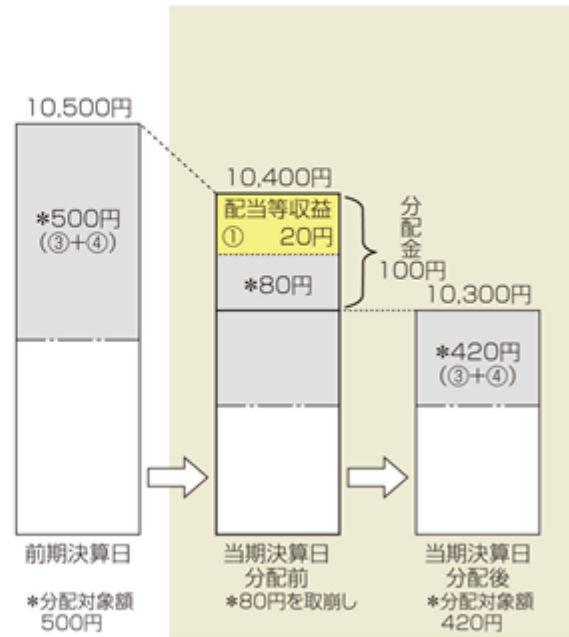 10,500円
*500円
(③+④)
前期決算日
*分配対象額
500円
10,400円
配当等収益
① 20円
*80円
分配金
100円
当期決算日
分配前
*80円を取崩し
10,300円
*420円
(③+④)
当期決算日
分配後
*分配対象額
420円